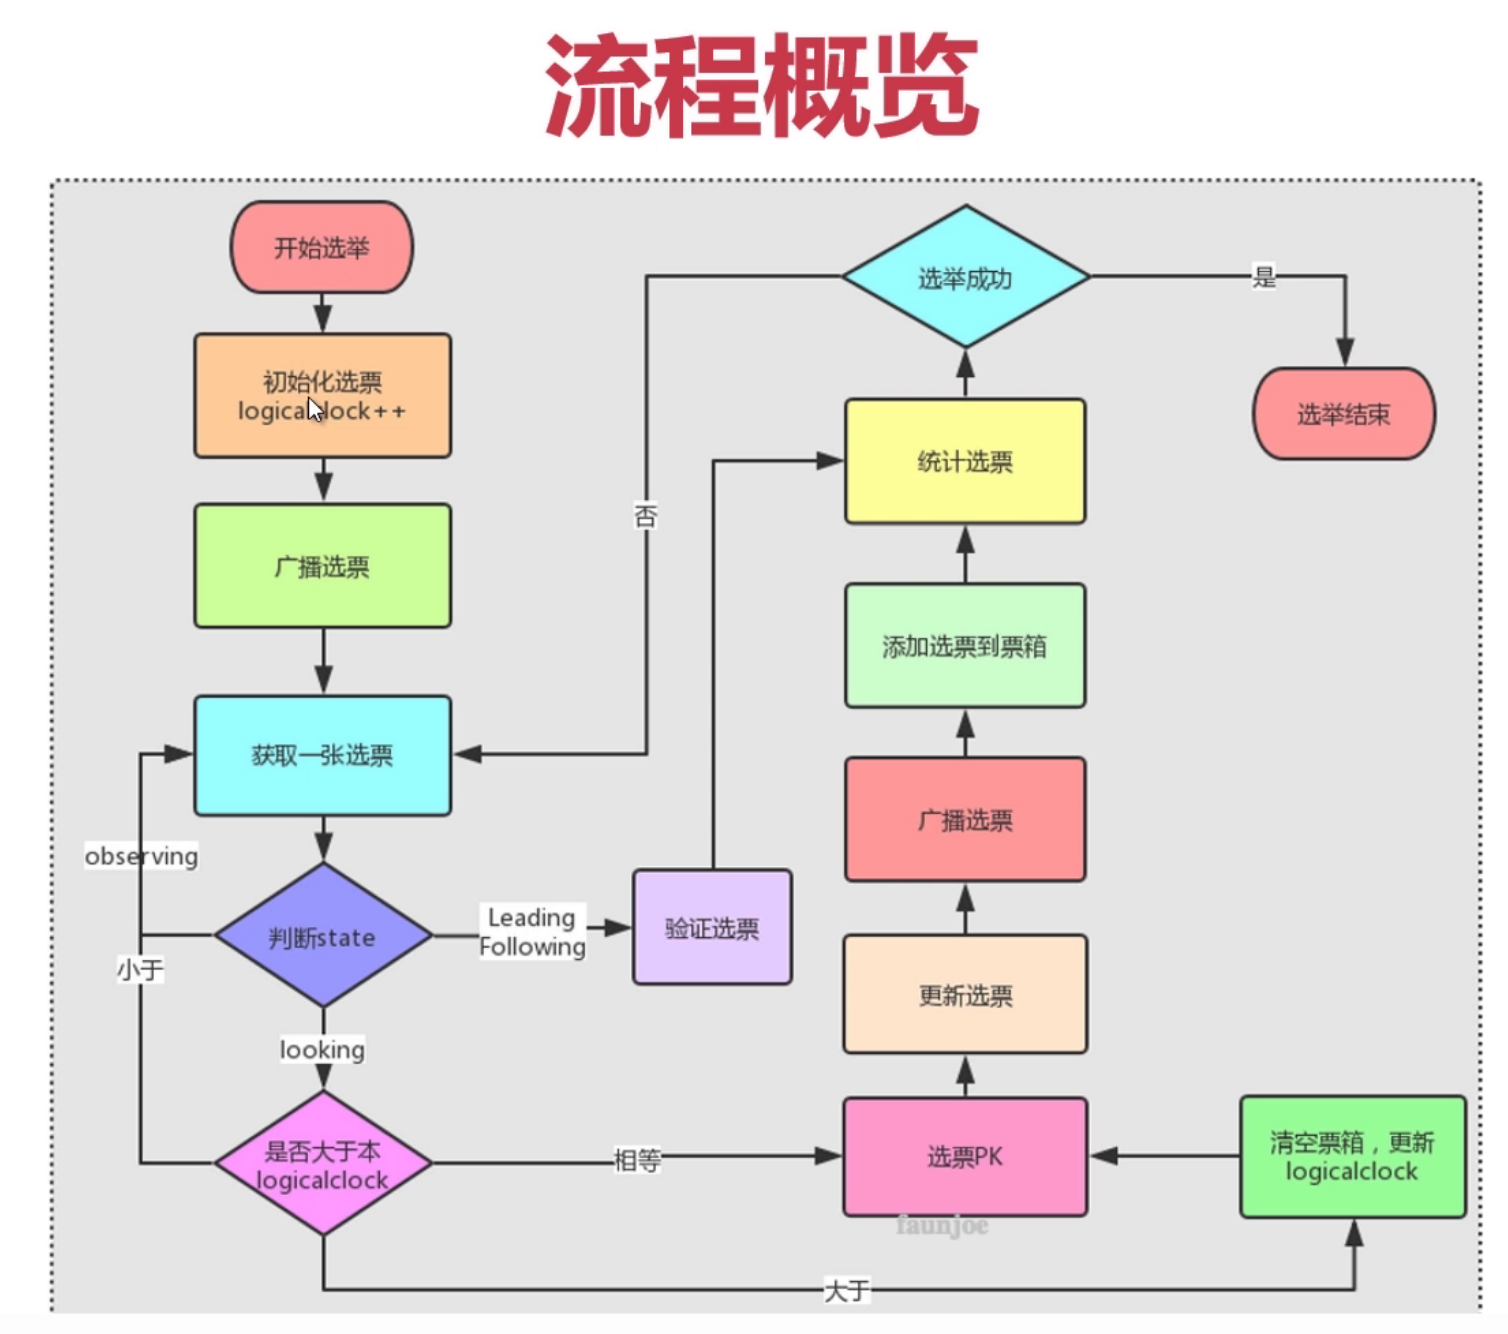 流程概览
开始选举
初始化选票
logicalclock++
广播选票
获取一张选票
observing
判断state
小于
Leading
Following
验证选票
looking
是否大于本
logicalclock
相等
大于
选举成功
是
否
选举结束
统计选票
添加选票到票箱
广播选票
更新选票
选票PK
faunjoe
清空票箱，更新
logicalclock